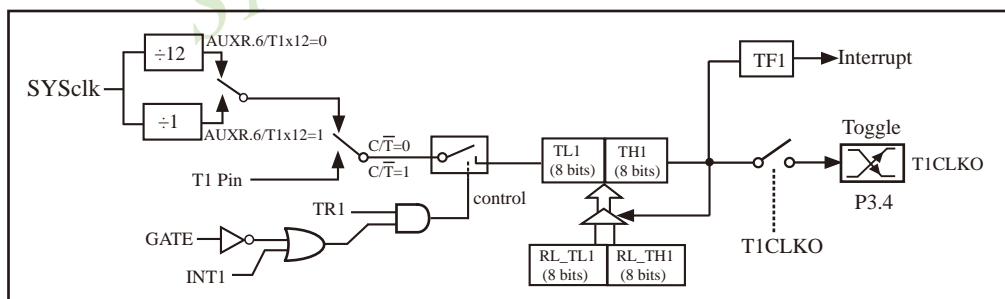 ÷12
AUXR.6/T1x12=0
SYSclk
÷1
AUXR.6/T1x12=1
C/T̅=0
C/T̅=1
T1 Pin
TR1
GATE
INT1
control
TL1
(8 bits)
TH1
(8 bits)
RL_TL1
(8 bits)
RL_TH1
(8 bits)
TF1
Interrupt
Toggle
T1CLKO
P3.4
T1CLKO